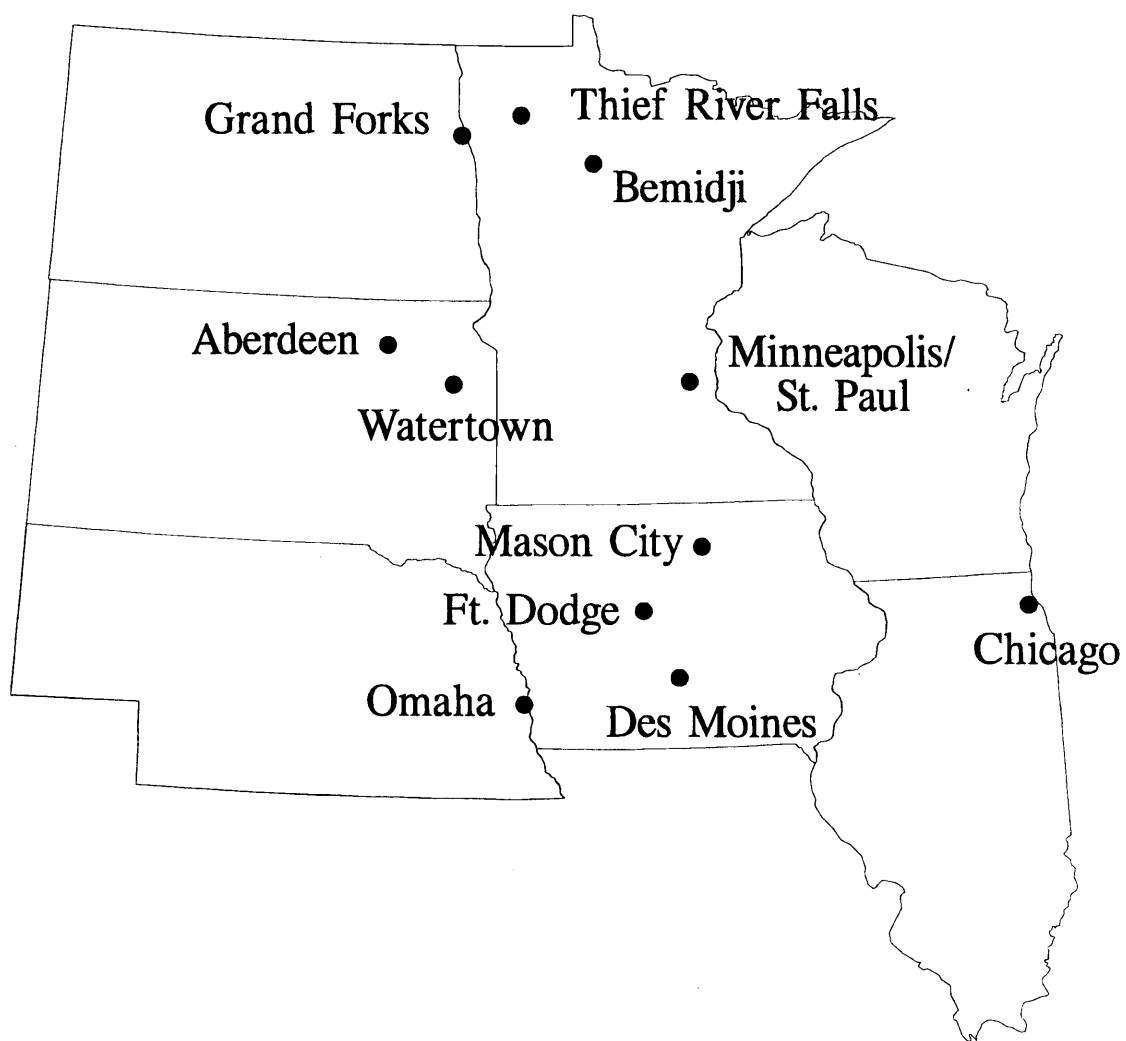 Thief River Falls
Grand Forks
Bemidji
Aberdeen
Minneapolis/
St. Paul
Watertown
Mason City
Ft. Dodge
Chicago
Omaha
Des Moines